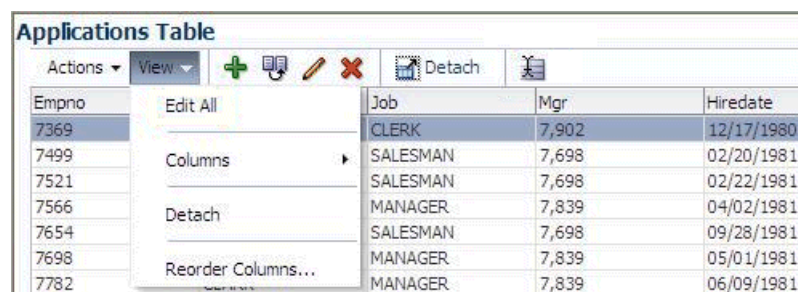 Applications Table
Actions View Detach
Empno Job Mgr Hiredate
Edit All
7369 CLERK 7,902 12/17/1980
7499 SALESMAN 7,698 02/20/1981
Columns
7521 SALESMAN 7,698 02/22/1981
7566 MANAGER 7,839 04/02/1981
Detach
7654 SALESMAN 7,698 09/28/1981
7698 MANAGER 7,839 05/01/1981
Reorder Columns...
7782 MANAGER 7,839 06/09/1981